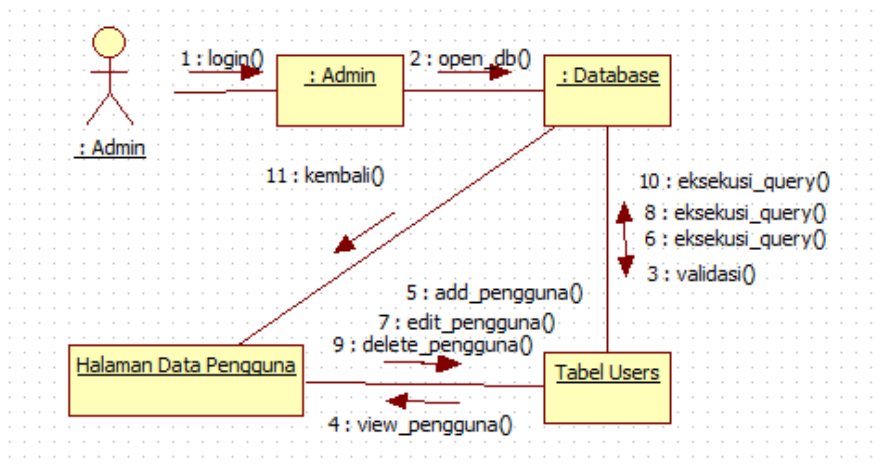 1 : login()
2 : open_db()
: Admin
: Database
: Admin
11 : kembali()
10 : eksekusi_query()
8 : eksekusi_query()
6 : eksekusi_query()
3 : validasi()
5 : add_pengguna()
7 : edit_pengguna()
9 : delete_pengguna()
Halaman Data Pengguna
Tabel Users
4 : view_pengguna()